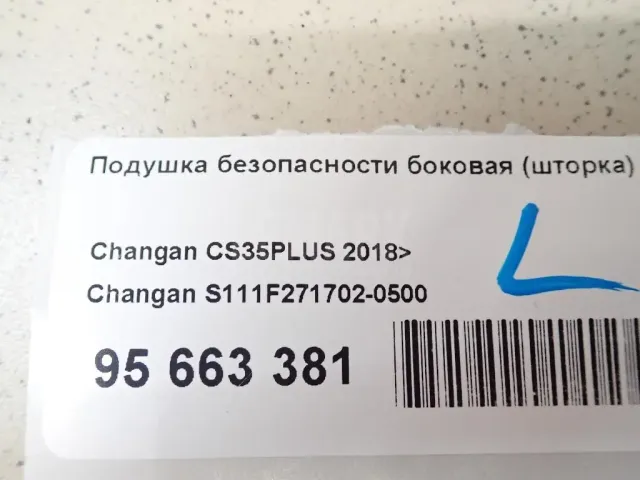 Подушка безопасности боковая (шторка)
L
Changan CS35PLUS 2018>
Changan S111F271702-0500
95 663 381